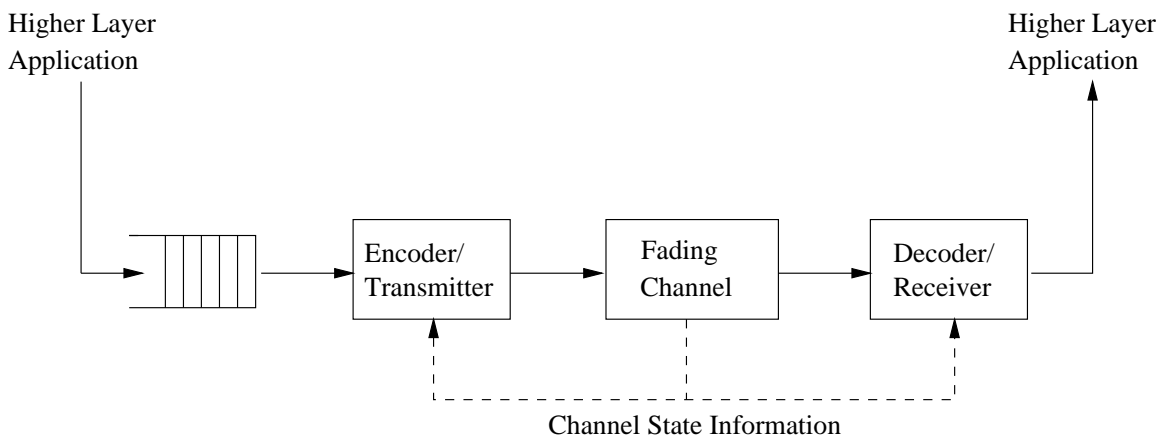 Higher Layer
Application
Higher Layer
Application
Encoder/
Transmitter
Fading
Channel
Decoder/
Receiver
Channel State Information